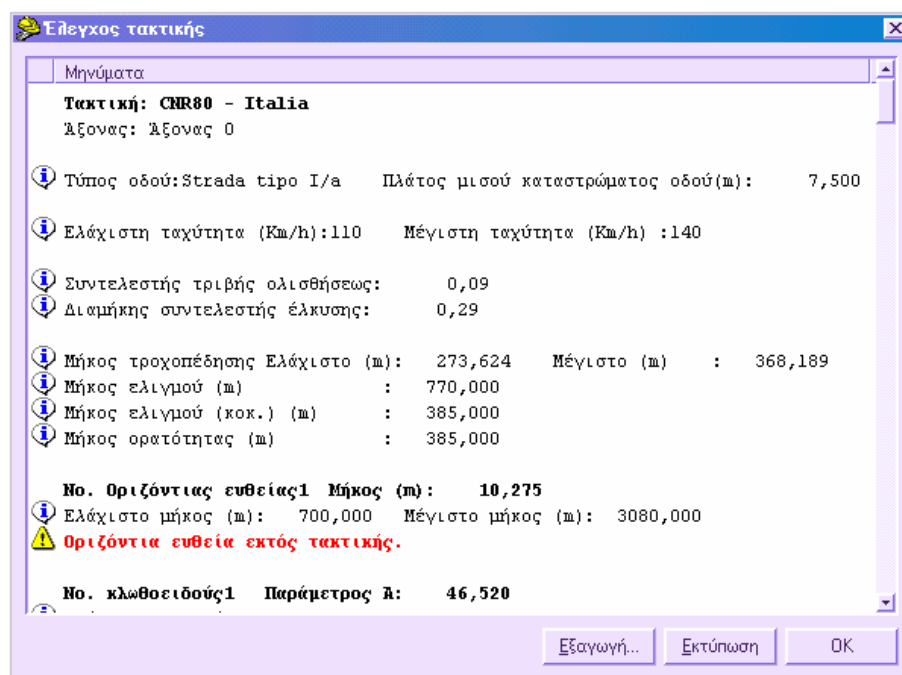 Έλεγχος τακτικής
Μηνύματα
Τακτική: CNR80 - Italia
Άξονας: Άξονας 0
Τύπος οδού:Strada tipo I/a Πλάτος μισού καταστρώματος οδού(m): 7,500
Ελάχιστη ταχύτητα (Km/h):110 Μέγιστη ταχύτητα (Km/h) :140
Συντελεστής τριβής ολισθήσεως: 0,09
Διαμήκης συντελεστής έλκυσης: 0,29
Μήκος τροχοπέδησης Ελάχιστο (m): 273,624 Μέγιστο (m) : 368,189
Μήκος ελιγμού (m) : 770,000
Μήκος ελιγμού (κοκ.) (m) : 385,000
Μήκος ορατότητας (m) : 385,000
Νο. Οριζόντιας ευθείας1 Μήκος (m): 10,275
Ελάχιστο μήκος (m): 700,000 Μέγιστο μήκος (m): 3080,000
Οριζόντια ευθεία εκτός τακτικής.
Νο. κλωθοειδούς1 Παράμετρος Α: 46,520
Εξαγωγή... Εκτύπωση OK